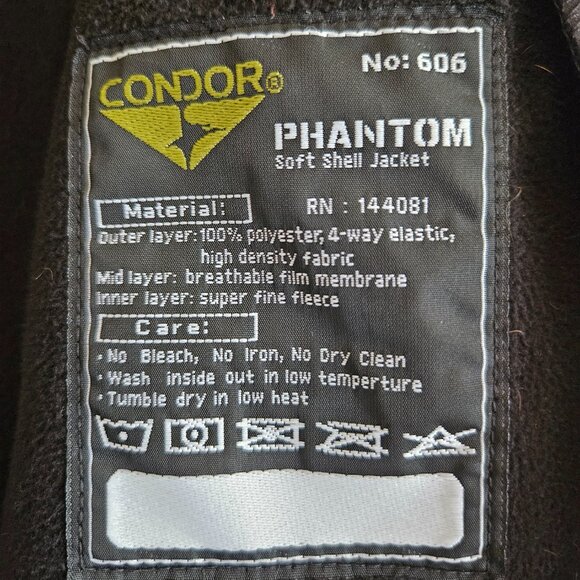 CONDOR®
No: 606
PHANTOM
Soft Shell Jacket
Material:
RN : 144081
Outer layer: 100% polyester, 4-way elastic,
high density fabric
Mid layer: breathable film membrane
Inner layer: super fine fleece
Care:
• No Bleach, No Iron, No Dry Clean
• Wash inside out in low temperture
• Tumble dry in low heat